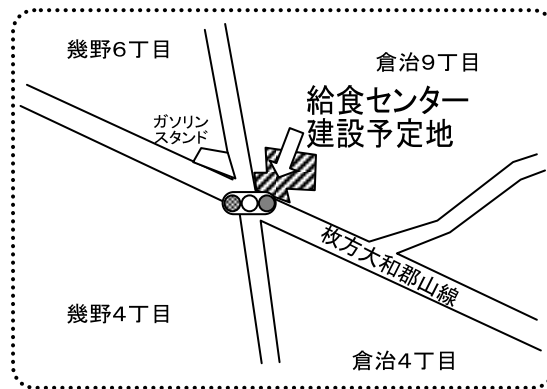 幾野6丁目
倉治9丁目
給食センター
建設予定地
ガソリン
スタンド
枚方大和郡山線
幾野4丁目
倉治4丁目